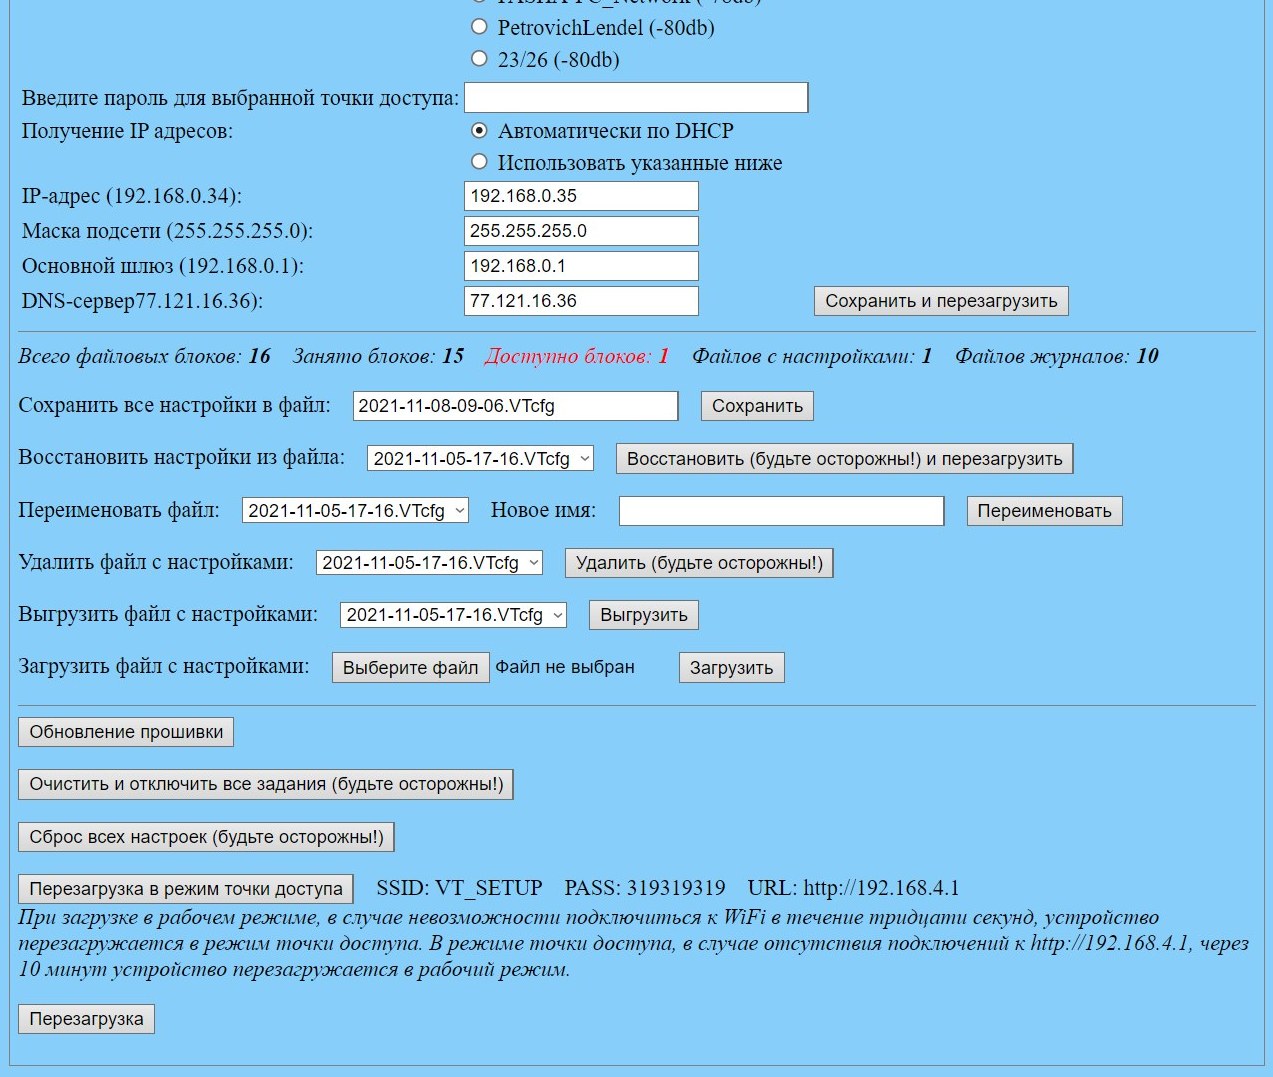 PetrovichLendel (-80db)
23/26 (-80db)
Введите пароль для выбранной точки доступа:
Получение IP адресов: Автоматически по DHCP
Использовать указанные ниже
IP-адрес (192.168.0.34): 192.168.0.35
Маска подсети (255.255.255.0): 255.255.255.0
Основной шлюз (192.168.0.1): 192.168.0.1
DNS-сервер77.121.16.36): 77.121.16.36 Сохранить и перезагрузить
Всего файловых блоков: 16 Занято блоков: 15 Доступно блоков: 1 Файлов с настройками: 1 Файлов журналов: 10
Сохранить все настройки в файл: 2021-11-08-09-06.VTcfg Сохранить
Восстановить настройки из файла: 2021-11-05-17-16.VTcfg Восстановить (будьте осторожны!) и перезагрузить
Переименовать файл: 2021-11-05-17-16.VTcfg Новое имя: Переименовать
Удалить файл с настройками: 2021-11-05-17-16.VTcfg Удалить (будьте осторожны!)
Выгрузить файл с настройками: 2021-11-05-17-16.VTcfg Выгрузить
Загрузить файл с настройками: Выберите файл Файл не выбран Загрузить
Обновление прошивки
Очистить и отключить все задания (будьте осторожны!)
Сброс всех настроек (будьте осторожны!)
Перезагрузка в режим точки доступа SSID: VT_SETUP PASS: 319319319 URL: http://192.168.4.1
При загрузке в рабочем режиме, в случае невозможности подключиться к WiFi в течение тридцати секунд, устройство
перезагружается в режим точки доступа. В режиме точки доступа, в случае отсутствия подключений к http://192.168.4.1, через
10 минут устройство перезагружается в рабочий режим.
Перезагрузка